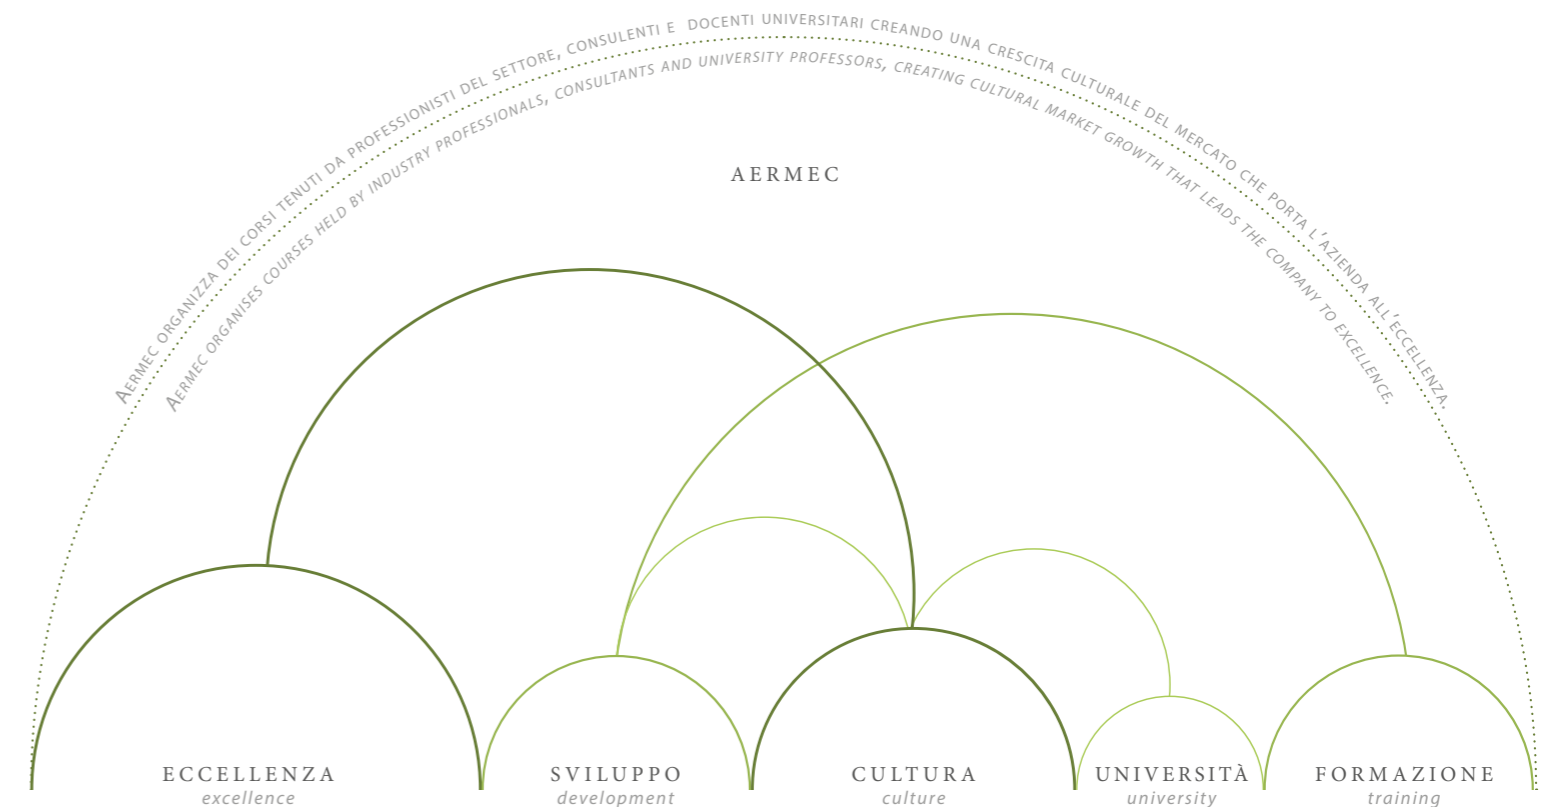 Aermec organizza dei corsi tenuti da professionisti del settore, consulenti e docenti universitari creando una crescita culturale del mercato che porta l'azienda all'eccellenza.
Aermec organises courses held by industry professionals, consultants and university professors, creating cultural market growth that leads the company to excellence.
AERMEC
ECCELLENZA
excellence
SVILUPPO
development
CULTURA
culture
UNIVERSITÀ
university
FORMAZIONE
training